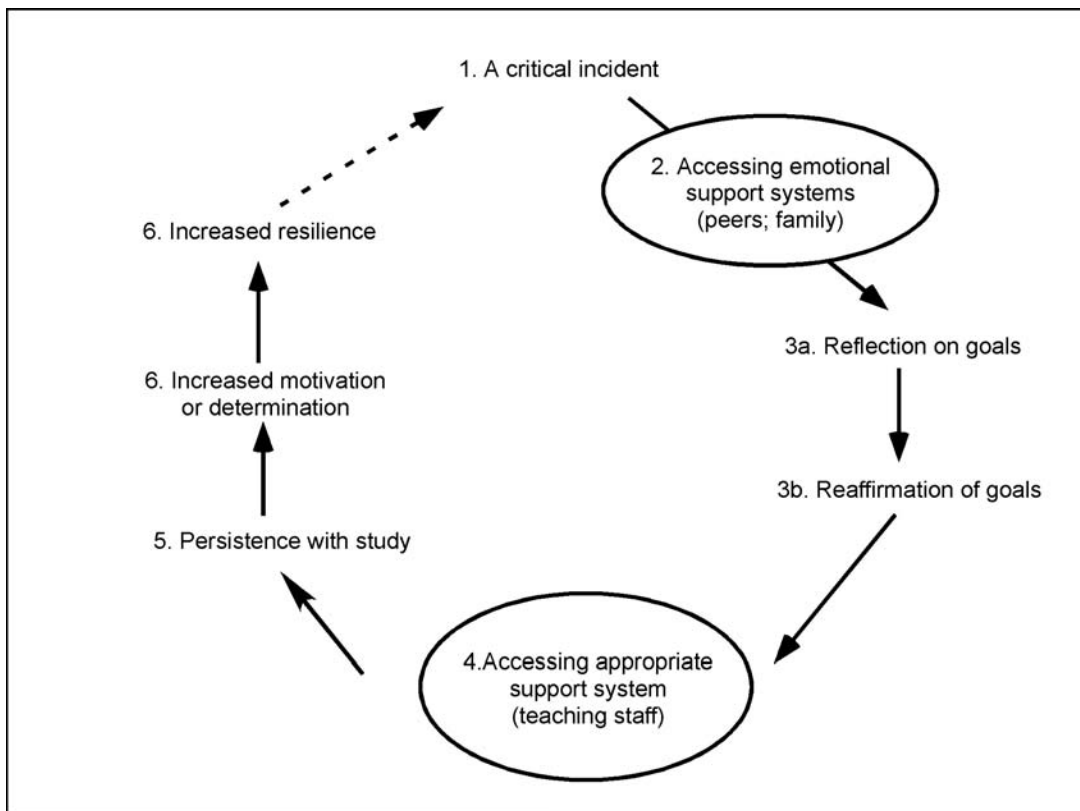 1. A critical incident
2. Accessing emotional
support systems
(peers; family)
3a. Reflection on goals
3b. Reaffirmation of goals
4.Accessing appropriate
support system
(teaching staff)
5. Persistence with study
6. Increased motivation
or determination
6. Increased resilience